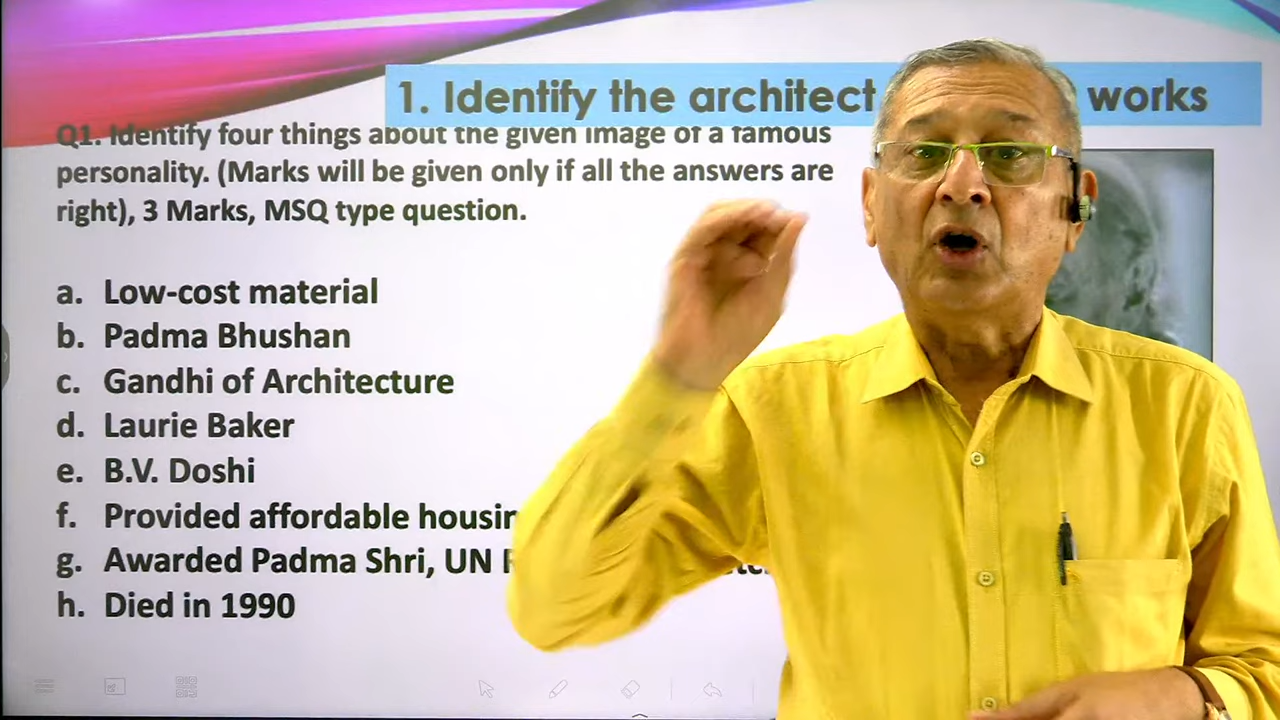 1. Identify the architect works
Q1. Identify four things about the given image of a famous
personality. (Marks will be given only if all the answers are
right), 3 Marks, MSQ type question.
a. Low-cost material
b. Padma Bhushan
c. Gandhi of Architecture
d. Laurie Baker
e. B.V. Doshi
f. Provided affordable
g. Awarded Padma Shri, UN
h. Died in 1990